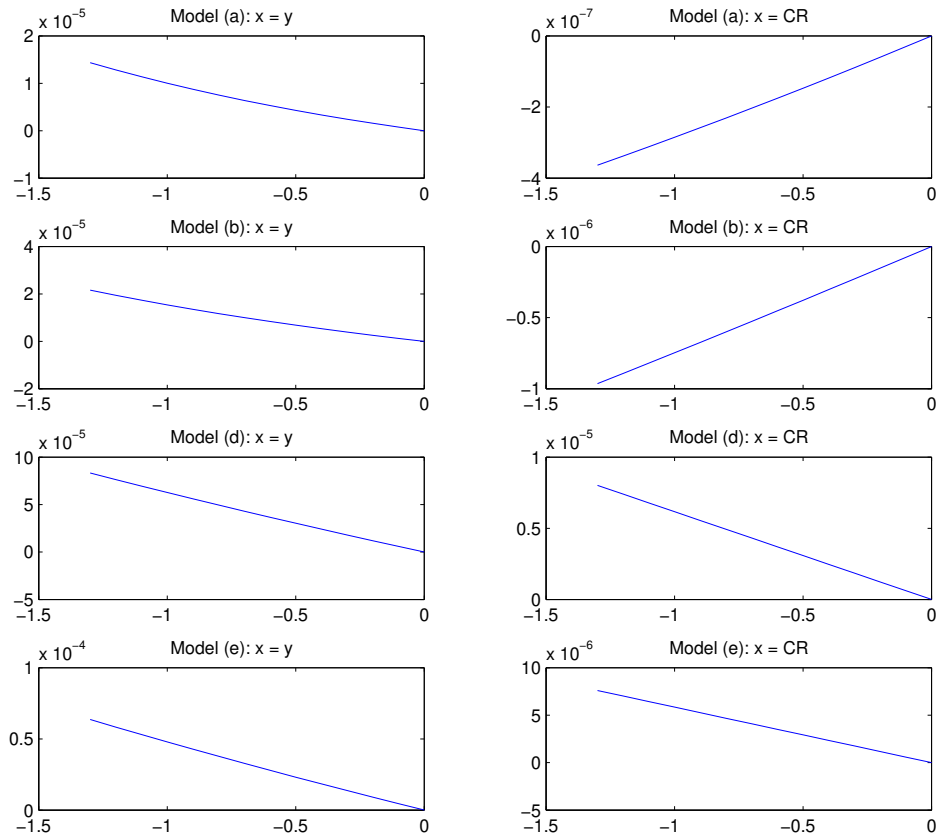 Model (a): x = y
x 10⁻⁵
2
1
0
−1
−1.5 −1 −0.5 0
Model (a): x = CR
x 10⁻⁷
0
−2
−4
−1.5 −1 −0.5 0
Model (b): x = y
x 10⁻⁵
4
2
0
−2
−1.5 −1 −0.5 0
Model (b): x = CR
x 10⁻⁶
0
−0.5
−1
−1.5 −1 −0.5 0
Model (d): x = y
x 10⁻⁵
10
5
0
−5
−1.5 −1 −0.5 0
Model (d): x = CR
x 10⁻⁵
1
0.5
0
−1.5 −1 −0.5 0
Model (e): x = y
x 10⁻⁴
1
0.5
0
−1.5 −1 −0.5 0
Model (e): x = CR
x 10⁻⁶
10
5
0
−5
−1.5 −1 −0.5 0